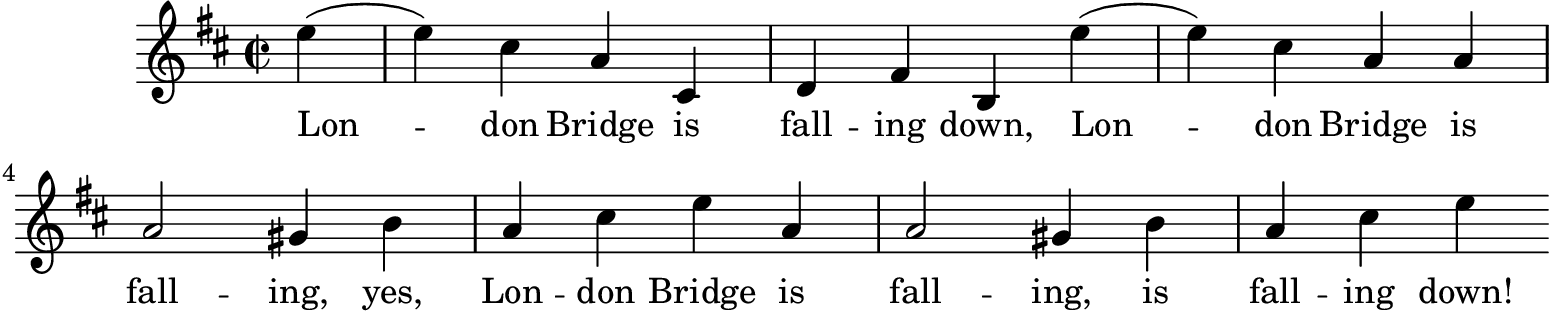 Lon -- don Bridge is fall -- ing down, Lon -- don Bridge is
4
fall -- ing, yes, Lon -- don Bridge is fall -- ing, is fall -- ing down!